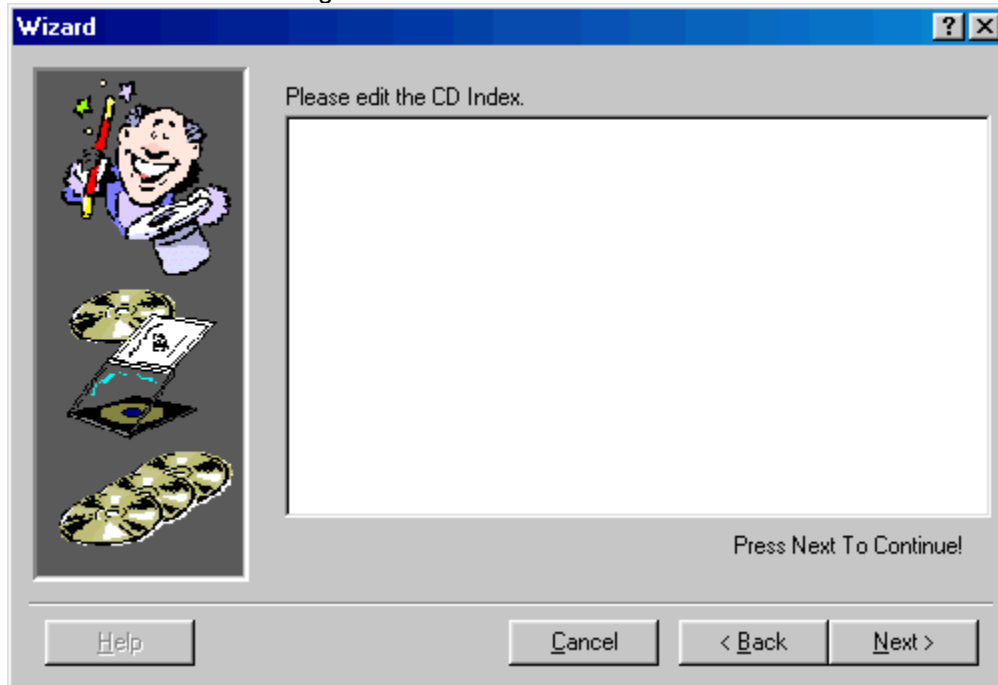 Wizard
Please edit the CD Index.
Press Next To Continue!
Help
Cancel
< Back
Next >